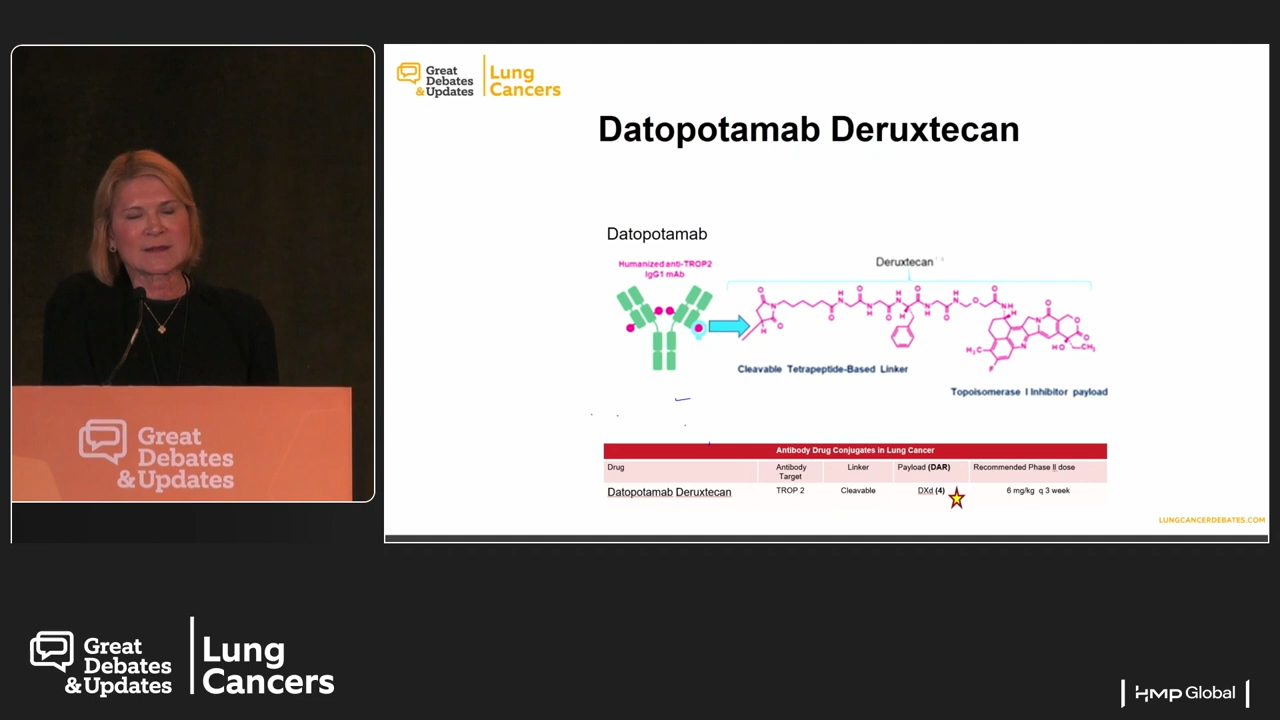 Great
Debates
&Updates
Lung
Cancers
Datopotamab Deruxtecan
Datopotamab
Humanized anti-TROP2
IgG1 mAb
Deruxtecan
Cleavable Tetrapeptide-Based Linker
Topoisomerase I Inhibitor payload
Antibody Drug Conjugates in Lung Cancer
Drug
Antibody
Target
Linker
Payload (DAR)
Recommended Phase II dose
Datopotamab Deruxtecan
TROP 2
Cleavable
DXd (4)
6 mg/kg q 3 week
LUNGCANCERDEBATES.COM
Great
Debates
&Updates
Great
Debates
&Updates
Lung
Cancers
HMP Global